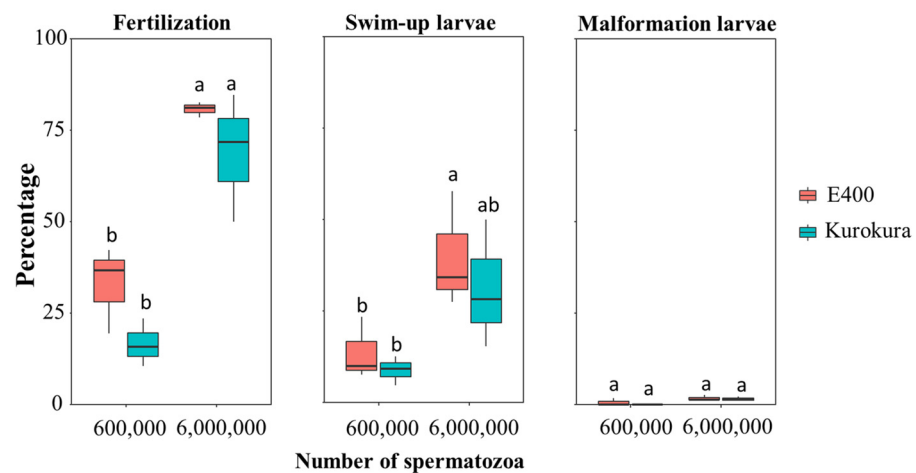 Fertilization Swim-up larvae Malformation larvae
100
a a
75
a
ab
E400
50
Kurokura
Percentage
b
b
25
b b
a a a a
0
600,000 6,000,000 600,000 6,000,000 600,000 6,000,000
Number of spermatozoa